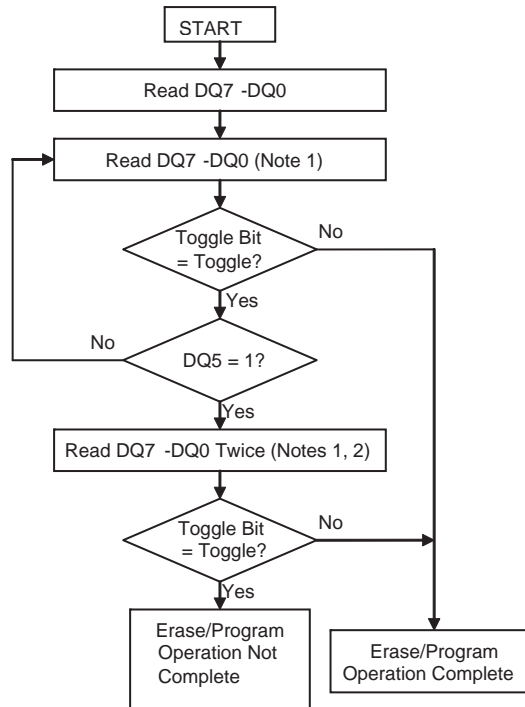 START
Read DQ7 -DQ0
Read DQ7 -DQ0 (Note 1)
Toggle Bit
= Toggle?
No
Yes
No
DQ5 = 1?
Yes
Read DQ7 -DQ0 Twice (Notes 1, 2)
Toggle Bit
= Toggle?
No
Yes
Erase/Program
Operation Not
Complete
Erase/Program
Operation Complete